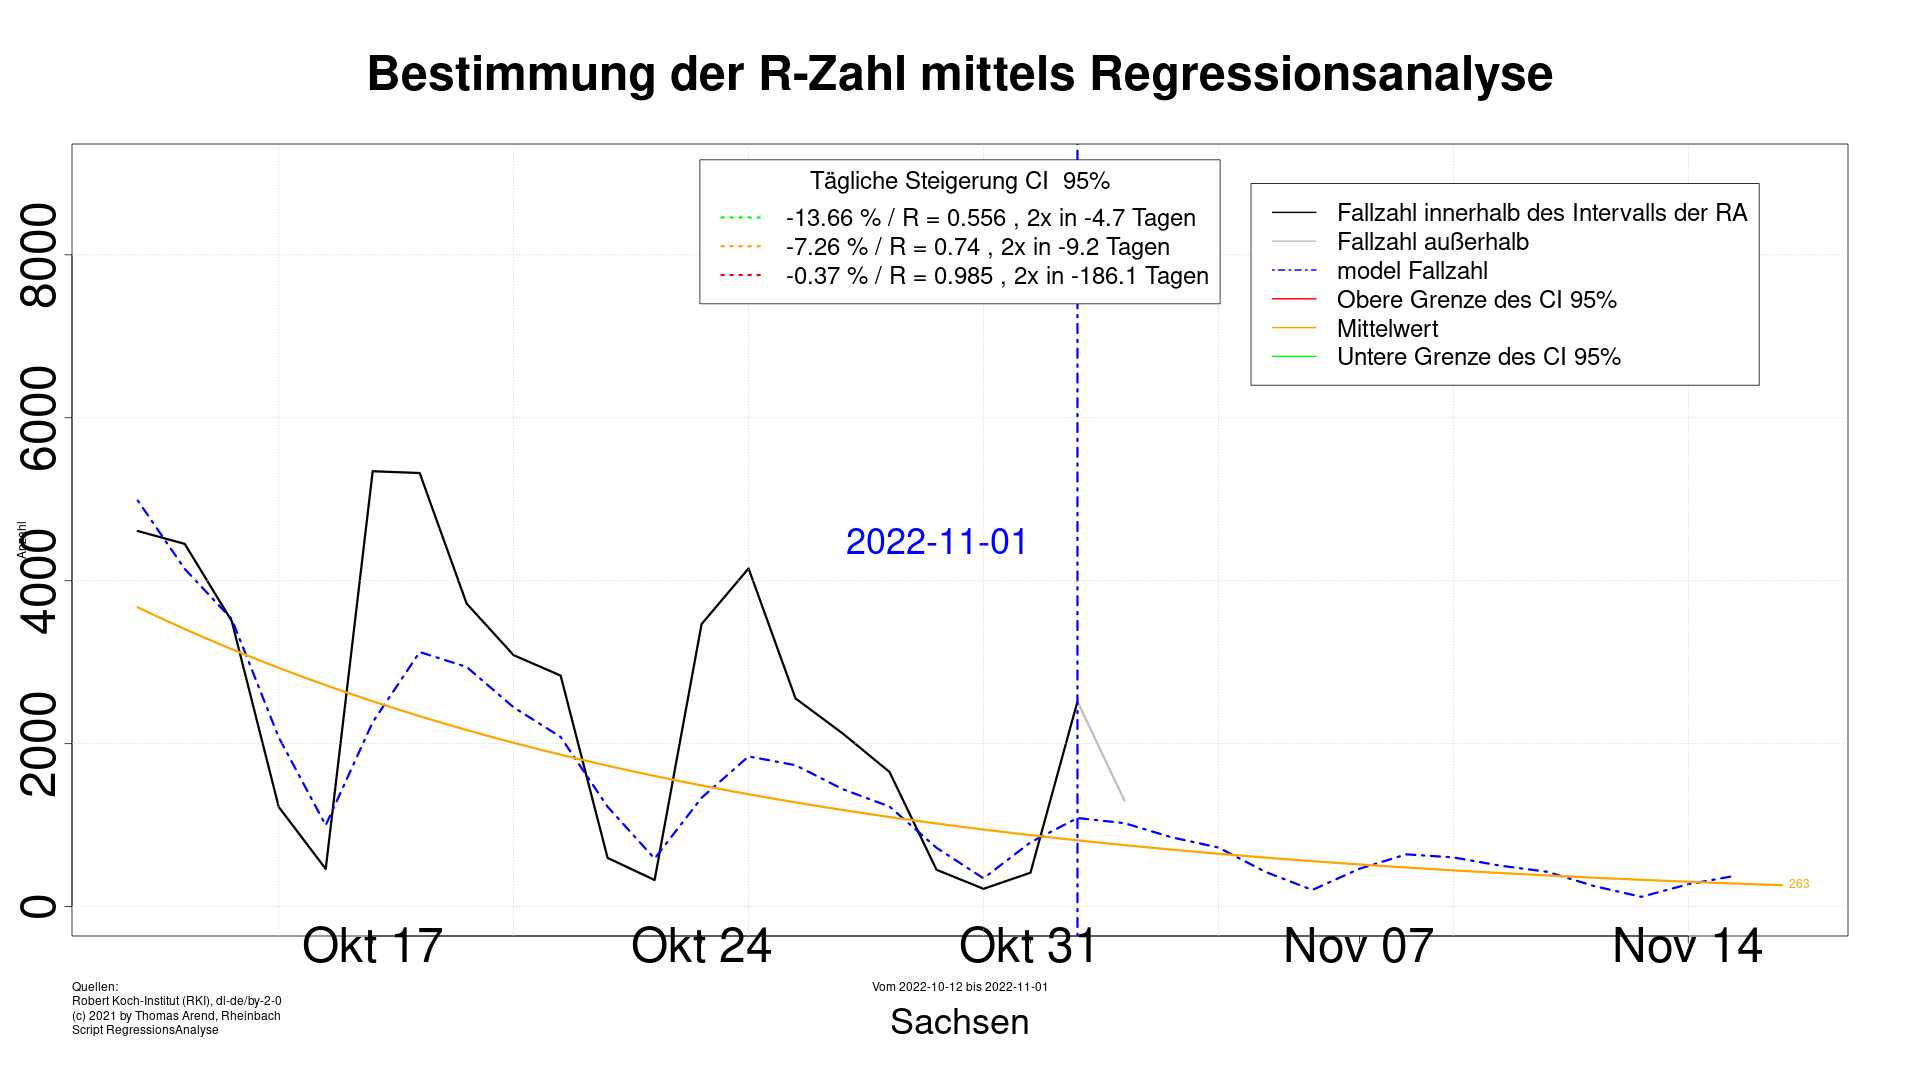 Bestimmung der R-Zahl mittels Regressionsanalyse
Tägliche Steigerung CI  95%
-13.66 % / R = 0.556 , 2x in -4.7 Tagen
-7.26 % / R = 0.74 , 2x in -9.2 Tagen
-0.37 % / R = 0.985 , 2x in -186.1 Tagen
Fallzahl innerhalb des Intervalls der RA
Fallzahl außerhalb
model Fallzahl
Obere Grenze des CI 95%
Mittelwert
Untere Grenze des CI 95%
8000
6000
4000
2000
0
Anzahl
2022-11-01
263
Okt 17
Okt 24
Okt 31
Nov 07
Nov 14
Quellen:
Robert Koch-Institut (RKI), dl-de/by-2-0
(c) 2021 by Thomas Arend, Rheinbach
Script RegressionsAnalyse
Vom 2022-10-12 bis 2022-11-01
Sachsen